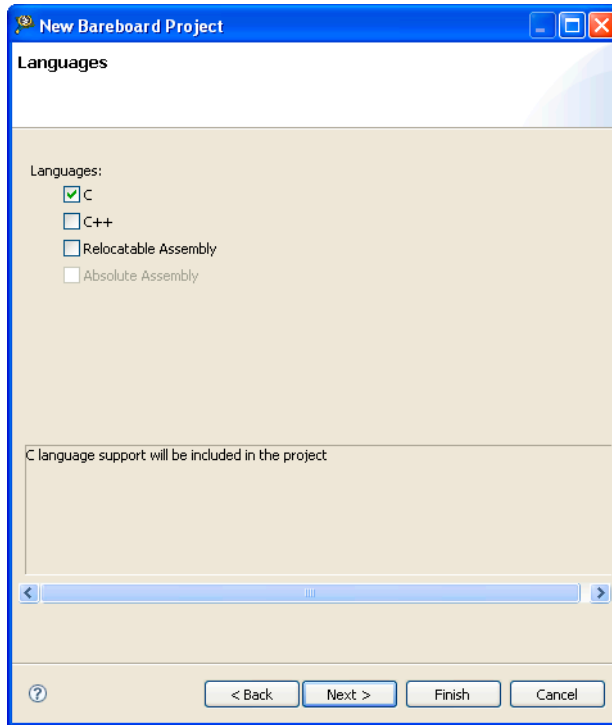 New Bareboard Project
Languages
Languages:
C
C++
Relocatable Assembly
Absolute Assembly
C language support will be included in the project
?
< Back
Next >
Finish
Cancel